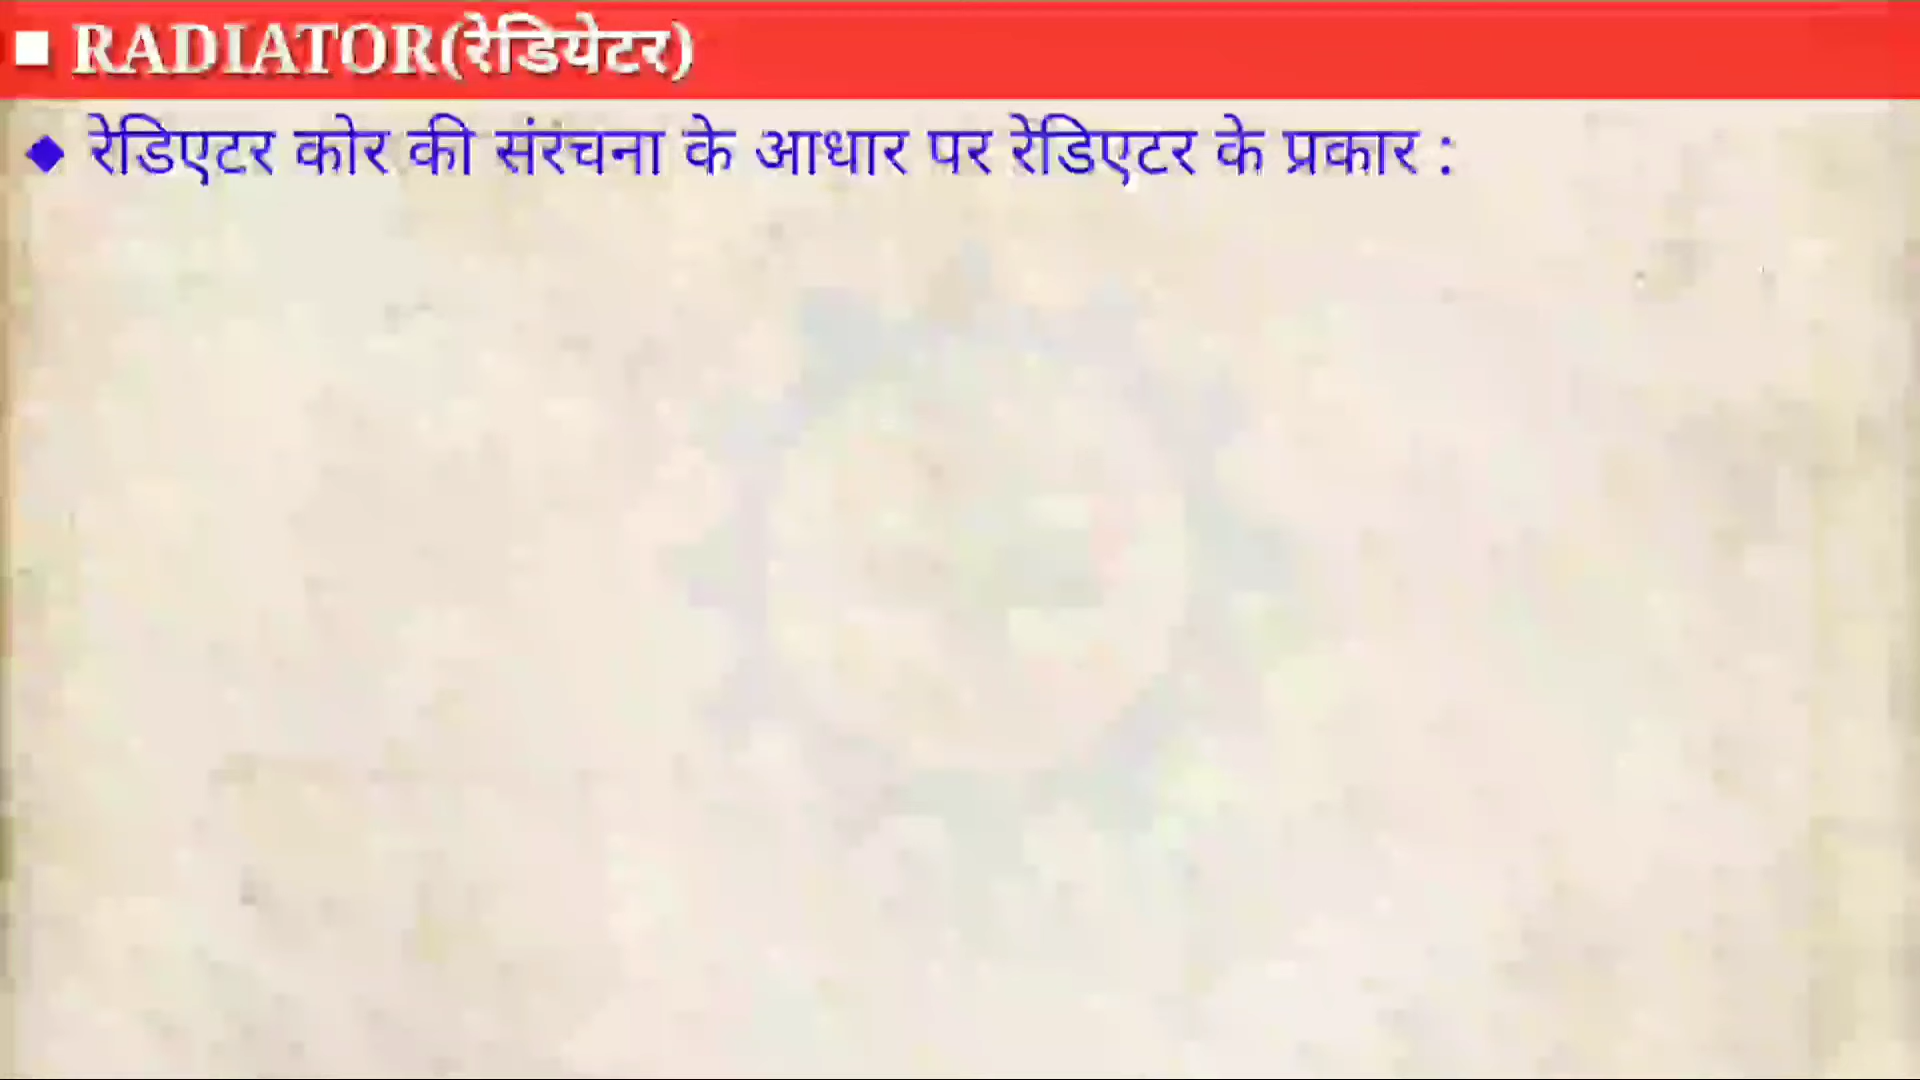 ■ RADIATOR(रेडियेटर)
◆ रेडिएटर कोर की संरचना के आधार पर रेडिएटर के प्रकार :